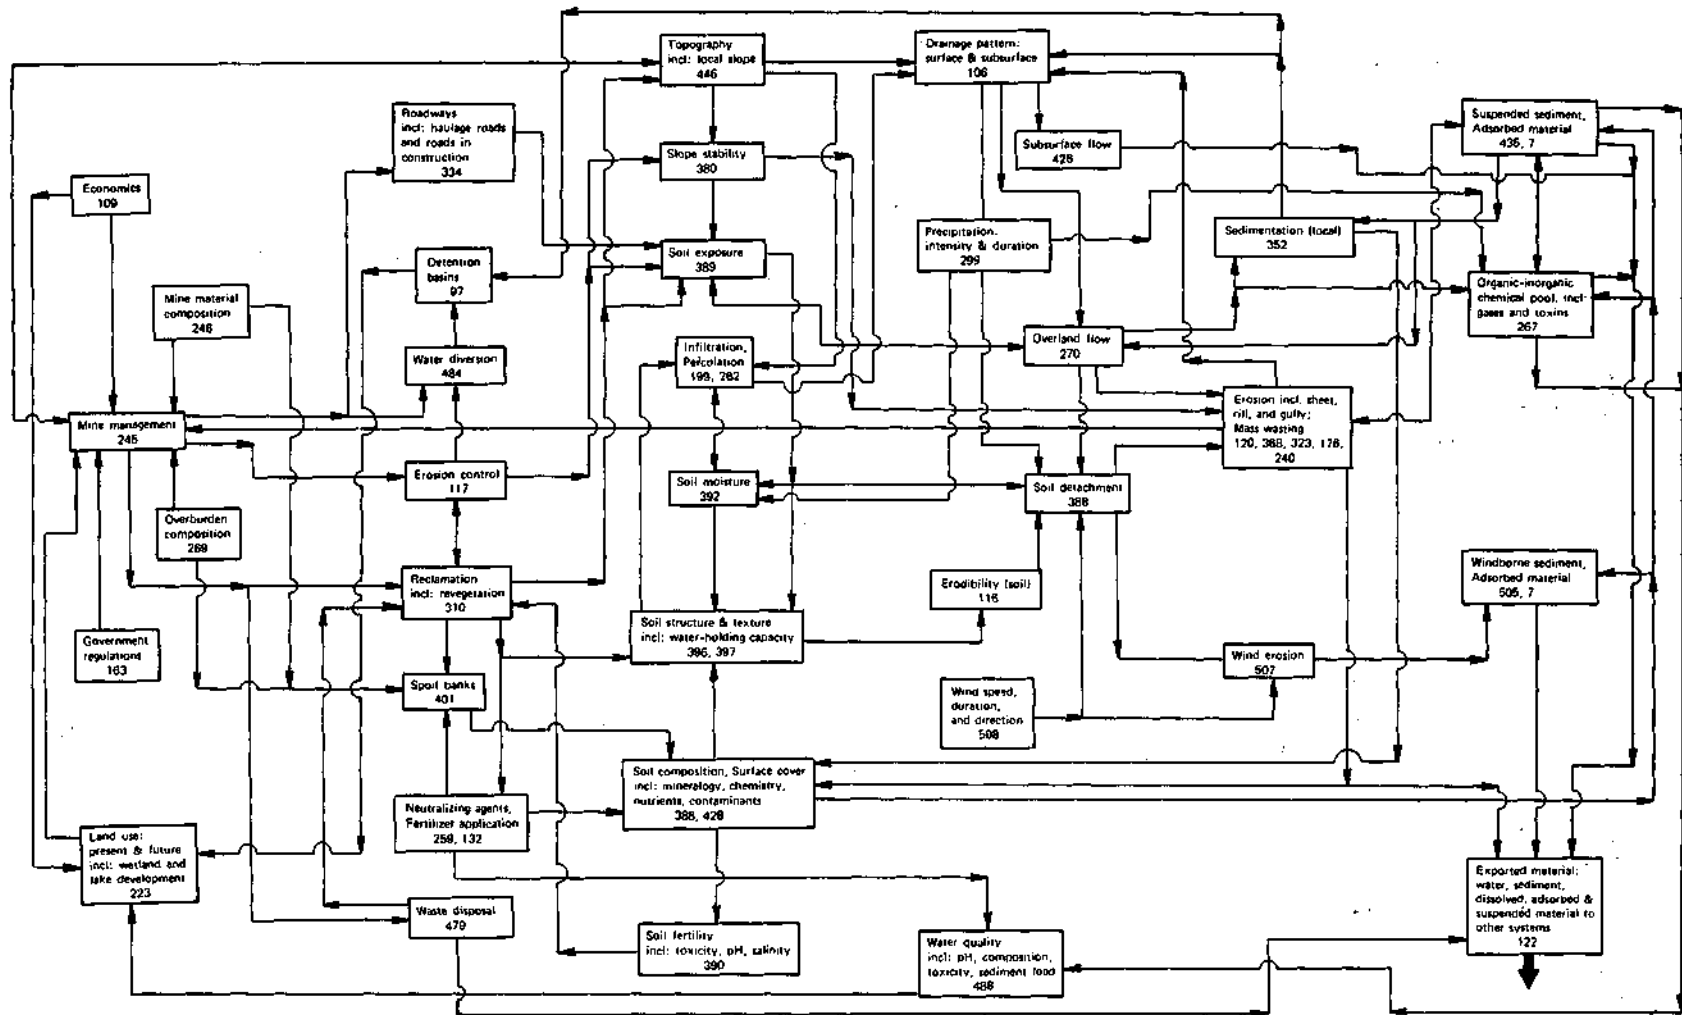 Topography
incl: local slope
446
Drainage pattern:
surface & subsurface
106
Roadways
incl: haulage roads
and roads in
construction
334
Suspended sediment,
Adsorbed material
436, 7
Subsurface flow
426
Slope stability
380
Economics
109
Precipitation:
intensity & duration
299
Sedimentation (local)
352
Soil exposure
389
Detention
basins
97
Mine material
composition
246
Organic-inorganic
chemical pool, incl:
gases and toxins
267
Overland flow
270
Infiltration,
Percolation
199, 282
Water diversion
484
Erosion incl. sheet,
rill, and gully;
Mass wasting
120, 368, 323, 176,
240
Mine management
245
Erosion control
117
Soil moisture
392
Soil detachment
388
Overburden
composition
269
Reclamation
incl: revegetation
310
Erodibility (soil)
116
Windborne sediment,
Adsorbed material
505, 7
Soil structure & texture
incl: water-holding capacity
396, 397
Government
regulations
163
Wind erosion
507
Spoil banks
401
Wind speed,
duration,
and direction
508
Soil composition, Surface cover
incl: mineralogy, chemistry,
nutrients, contaminants
386, 428
Neutralizing agents,
Fertilizer application
259, 132
Land use:
present & future
incl: wetland and
lake development
223
Exported material:
water, sediment,
dissolved, adsorbed &
suspended material to
other systems
122
Waste disposal
479
Soil fertility
incl: toxicity, pH, salinity
390
Water quality
incl: pH, composition,
toxicity, sediment food
488